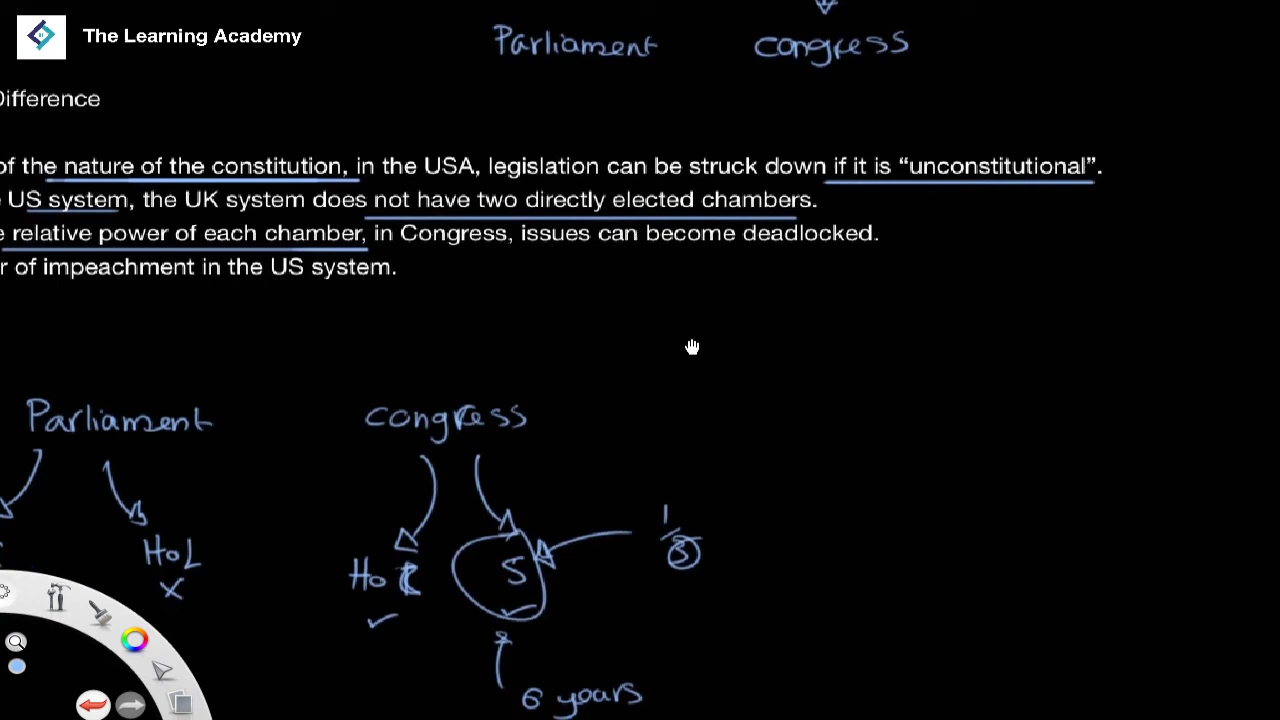 The Learning Academy
Parliament congress
Difference
of the nature of the constitution, in the USA, legislation can be struck down if it is “unconstitutional”.
US system, the UK system does not have two directly elected chambers.
relative power of each chamber, in Congress, issues can become deadlocked.
r of impeachment in the US system.
Parliament congress
HoL
X
HoR
S
1/3
6 years